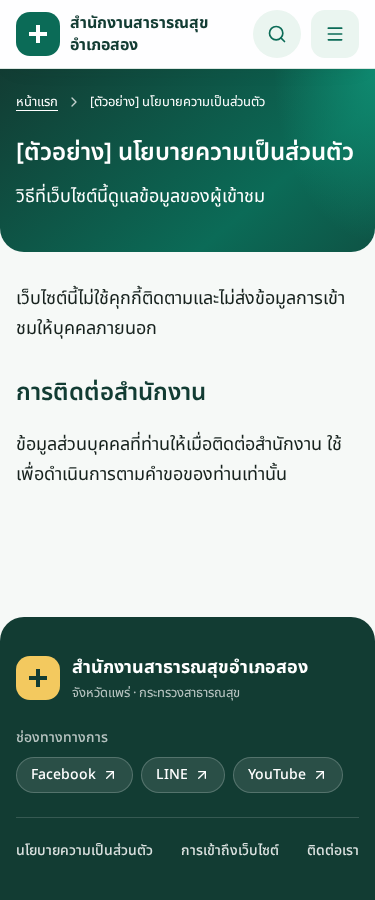 สำนักงานสาธารณสุข
อำเภอสอง
หน้าแรก > [ตัวอย่าง] นโยบายความเป็นส่วนตัว
[ตัวอย่าง] นโยบายความเป็นส่วนตัว
วิธีที่เว็บไซต์นี้ดูแลข้อมูลของผู้เข้าชม
เว็บไซต์นี้ไม่ใช้คุกกี้ติดตามและไม่ส่งข้อมูลการเข้า
ชมให้บุคคลภายนอก
การติดต่อสำนักงาน
ข้อมูลส่วนบุคคลที่ท่านให้เมื่อติดต่อสำนักงาน ใช้
เพื่อดำเนินการตามคำขอของท่านเท่านั้น
สำนักงานสาธารณสุขอำเภอสอง
จังหวัดแพร่ · กระทรวงสาธารณสุข
ช่องทางทางการ
Facebook LINE YouTube
นโยบายความเป็นส่วนตัว การเข้าถึงเว็บไซต์ ติดต่อเรา